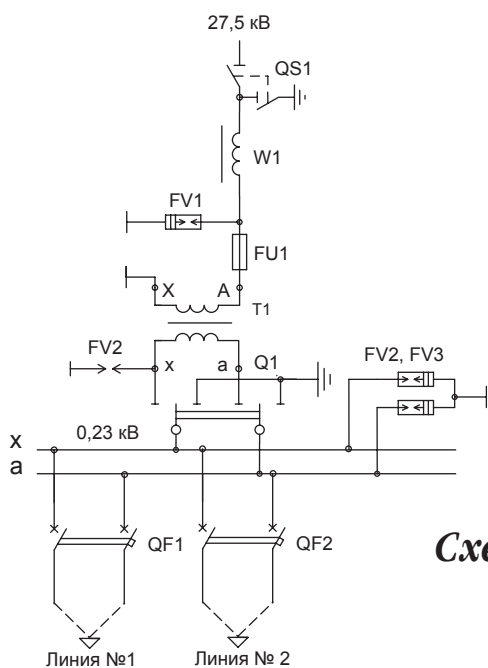 27,5 кВ
QS1
W1
FV1
FU1
X A
T1
FV2
x a
Q1
FV2, FV3
x
0,23 кВ
a
QF1
QF2
Схе
Линия №1
Линия № 2